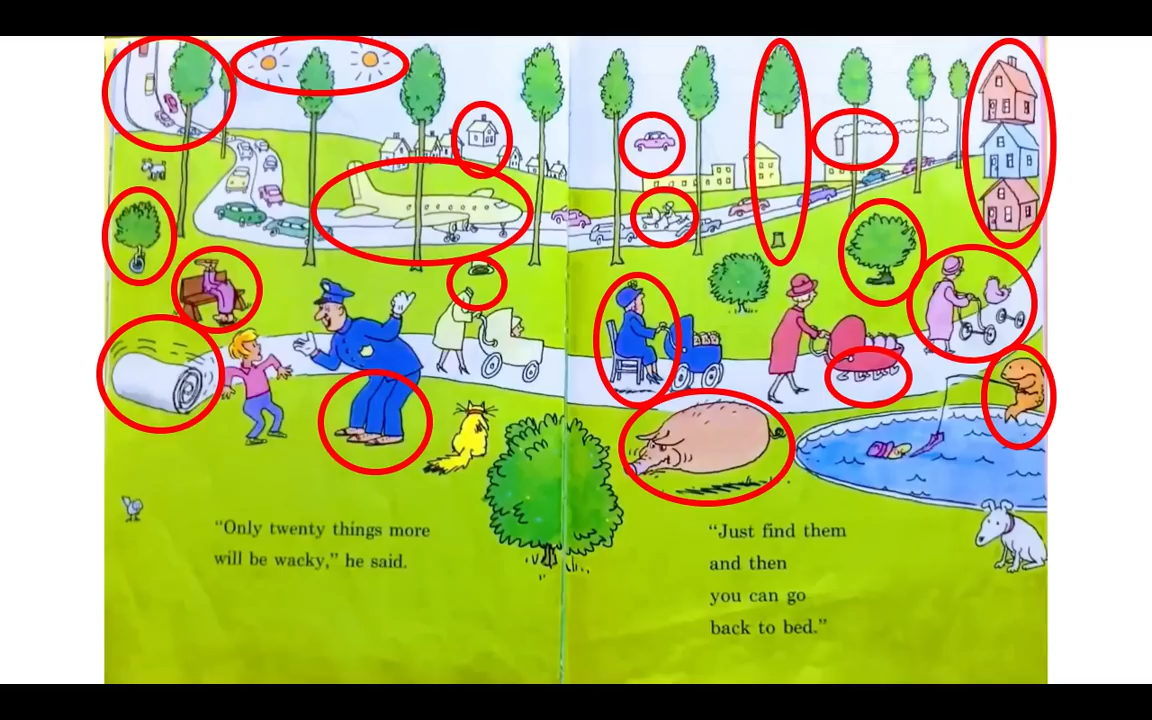 “Only twenty things more
will be wacky,” he said.
“Just find them
and then
you can go
back to bed.”